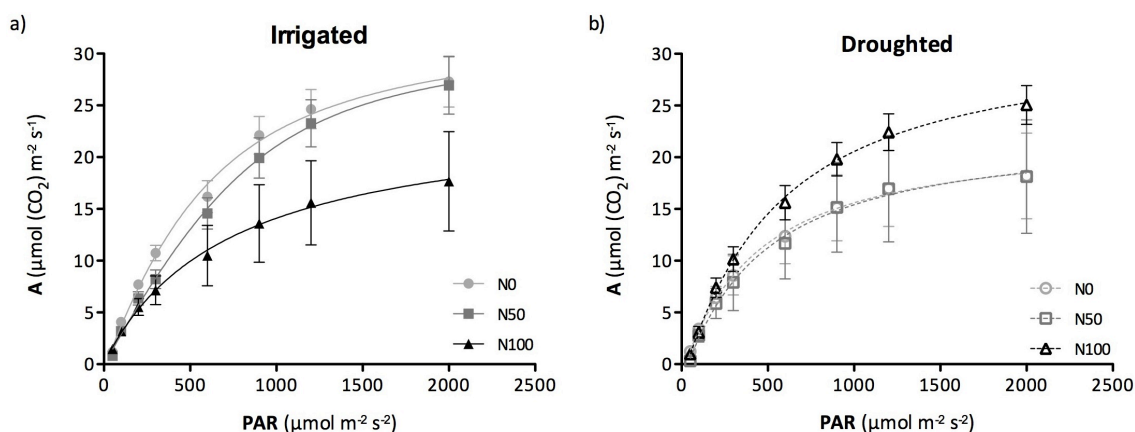 a)
Irrigated
30
25
20
15
10
5
0
A (µmol (CO₂) m⁻² s⁻¹)
N0
N50
N100
0 500 1000 1500 2000 2500
PAR (µmol m⁻² s⁻²)
b)
Droughted
30
25
20
15
10
5
0
A (µmol (CO₂) m⁻² s⁻¹)
N0
N50
N100
0 500 1000 1500 2000 2500
PAR (µmol m⁻² s⁻²)